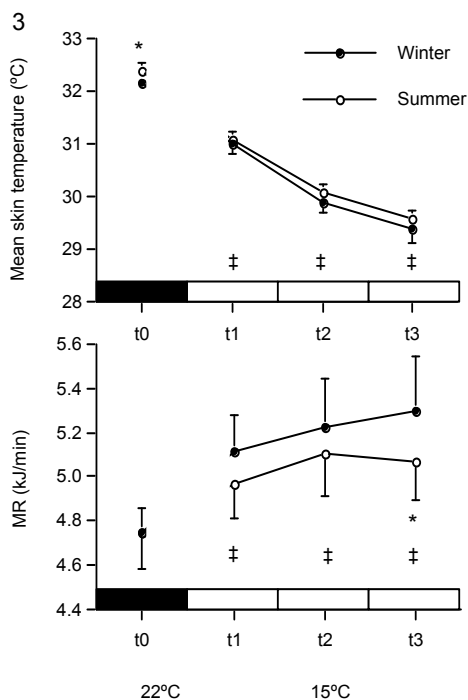 3
Mean skin temperature (ºC)
33
32
31
30
29
28
*
Winter
Summer
‡ ‡ ‡
t0 t1 t2 t3
MR (kJ/min)
5.6
5.4
5.2
5.0
4.8
4.6
4.4
*
‡ ‡ ‡
t0 t1 t2 t3
22ºC 15ºC